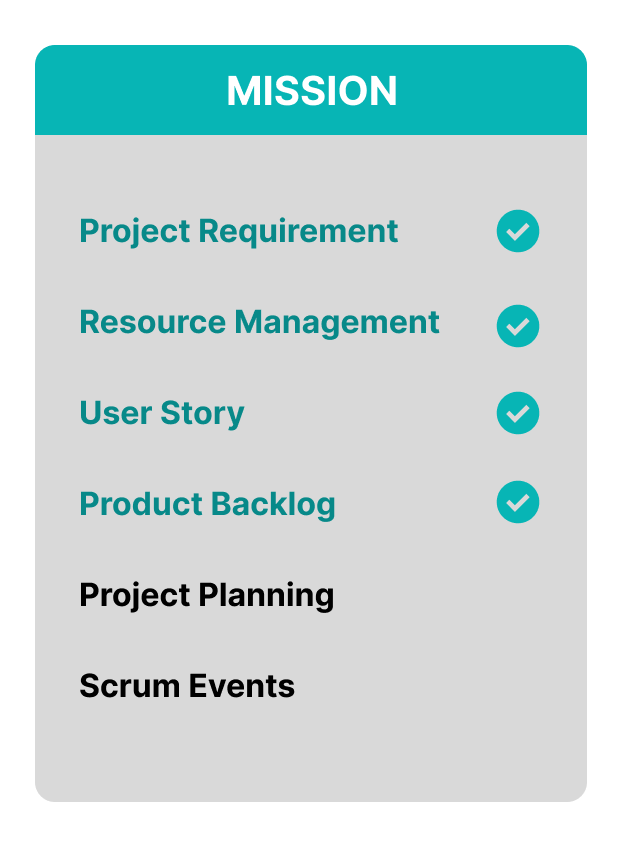 MISSION
Project Requirement
Resource Management
User Story
Product Backlog
Project Planning
Scrum Events